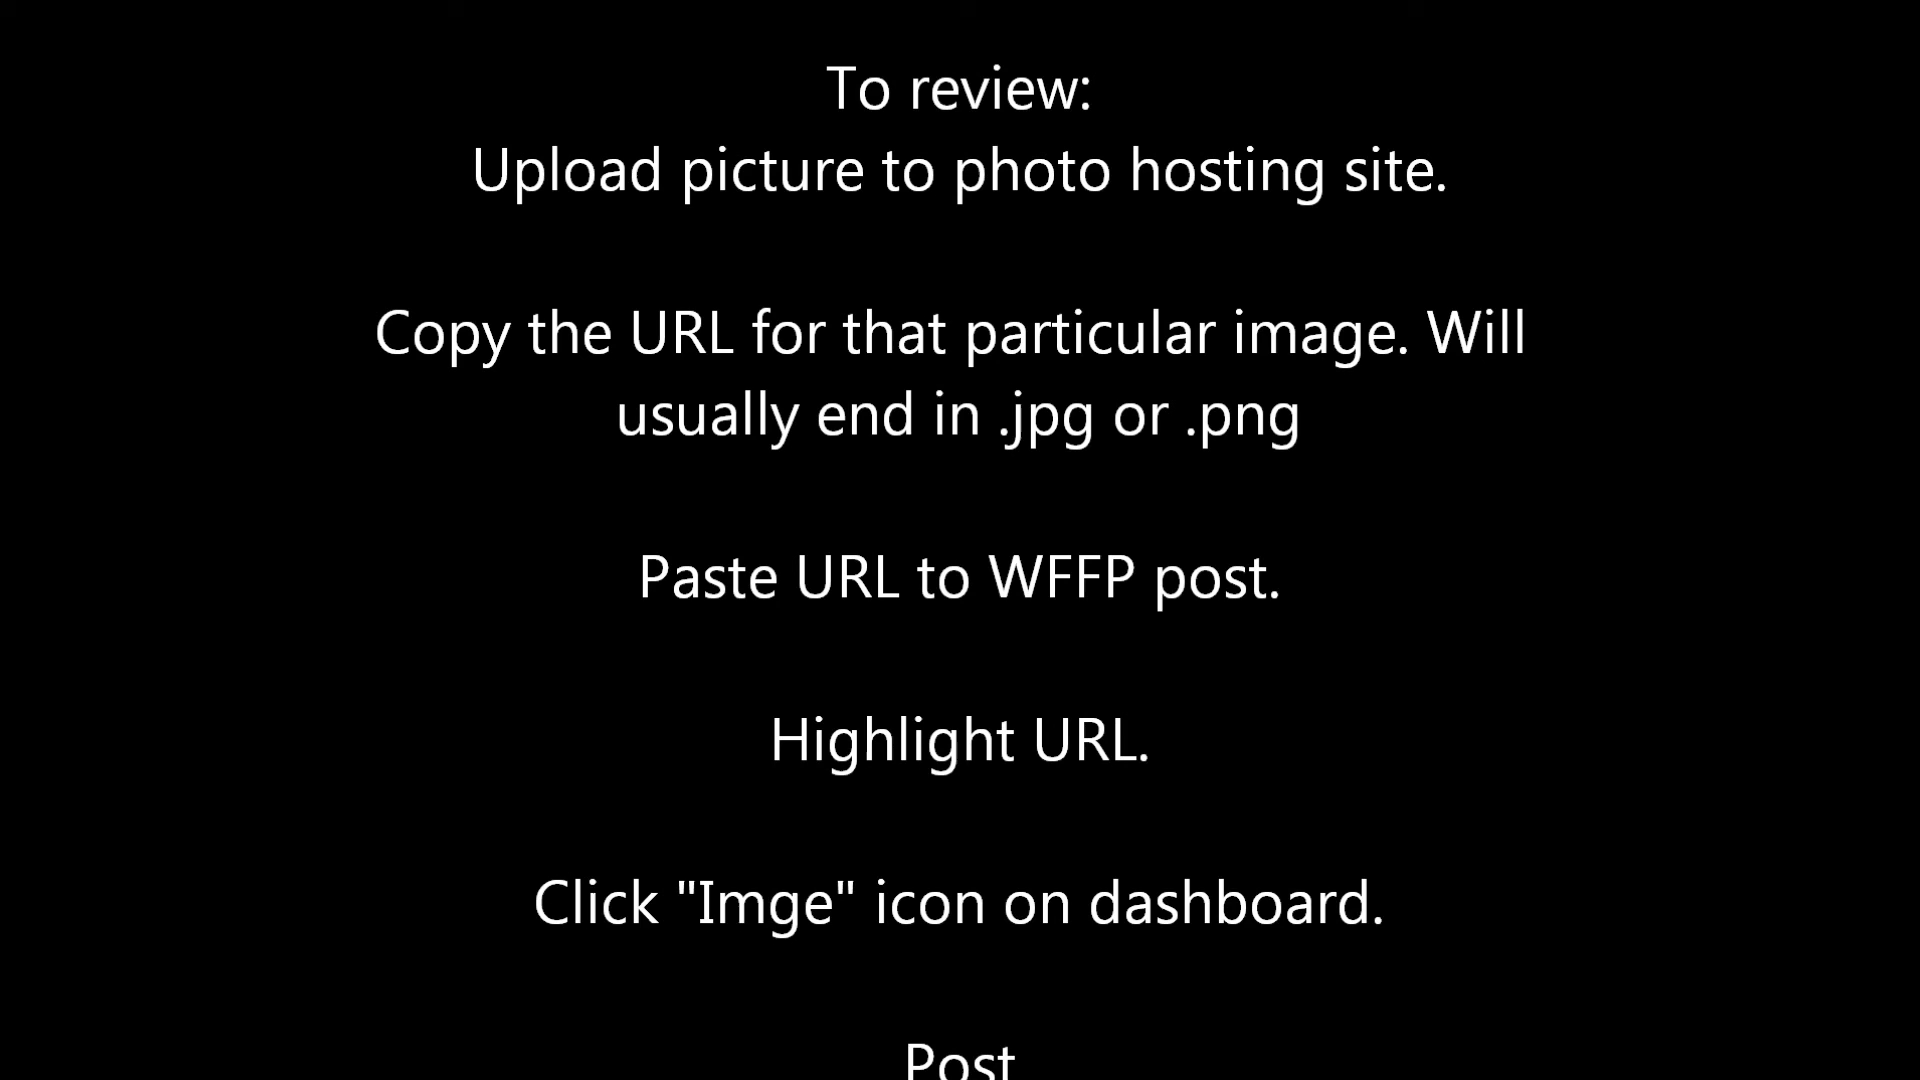 To review:
Upload picture to photo hosting site.
Copy the URL for that particular image. Will
usually end in .jpg or .png
Paste URL to WFFP post.
Highlight URL.
Click "Imge" icon on dashboard.
Post